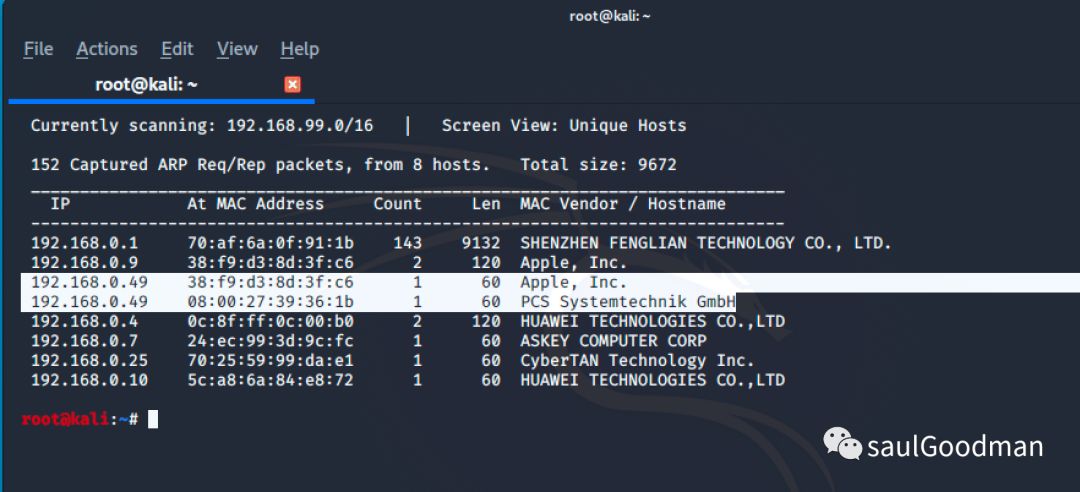 root@kali: ~
File Actions Edit View Help
root@kali: ~
Currently scanning: 192.168.99.0/16 | Screen View: Unique Hosts
152 Captured ARP Req/Rep packets, from 8 hosts. Total size: 9672
IP At MAC Address Count Len MAC Vendor / Hostname
192.168.0.1 70:af:6a:0f:91:1b 143 9132 SHENZHEN FENGLIAN TECHNOLOGY CO., LTD.
192.168.0.9 38:f9:d3:8d:3f:c6 2 120 Apple, Inc.
192.168.0.49 38:f9:d3:8d:3f:c6 1 60 Apple, Inc.
192.168.0.49 08:00:27:39:36:1b 1 60 PCS Systemtechnik GmbH
192.168.0.4 0c:8f:ff:0c:00:b0 2 120 HUAWEI TECHNOLOGIES CO.,LTD
192.168.0.7 24:ec:99:3d:9c:fc 1 60 ASKEY COMPUTER CORP
192.168.0.25 70:25:59:99:da:e1 1 60 CyberTAN Technology Inc.
192.168.0.10 5c:a8:6a:84:e8:72 1 60 HUAWEI TECHNOLOGIES CO.,LTD
root@kali:~#
saulGoodman